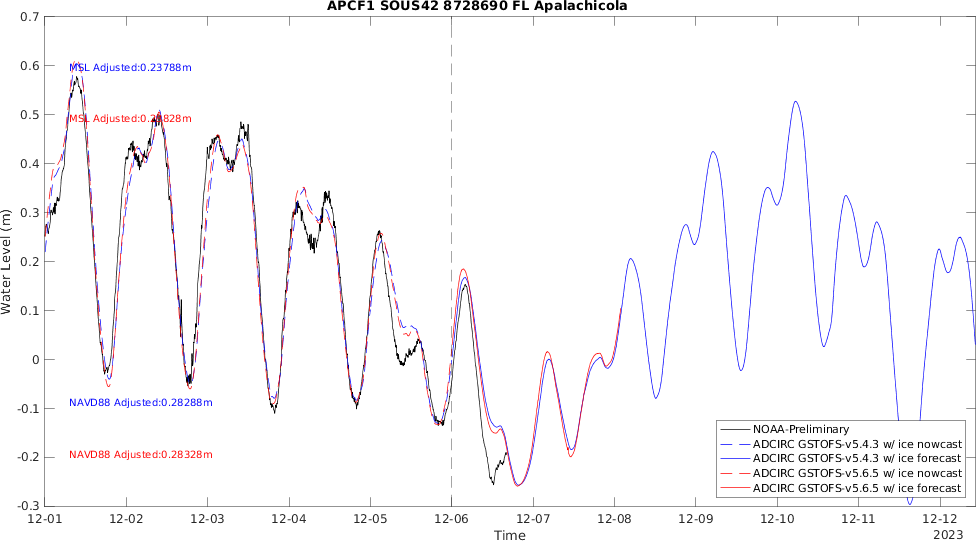 APCF1 SOUS42 8728690 FL Apalachicola
0.7
0.6
0.5
0.4
0.3
0.2
0.1
0
-0.1
-0.2
-0.3
Water Level (m)
MSL Adjusted:0.23788m
MSL Adjusted:0.23828m
NAVD88 Adjusted:0.28288m
NAVD88 Adjusted:0.28328m
NOAA-Preliminary
ADCIRC GSTOFS-v5.4.3 w/ ice nowcast
ADCIRC GSTOFS-v5.4.3 w/ ice forecast
ADCIRC GSTOFS-v5.6.5 w/ ice nowcast
ADCIRC GSTOFS-v5.6.5 w/ ice forecast
12-01 12-02 12-03 12-04 12-05 12-06 12-07 12-08 12-09 12-10 12-11 12-12
Time
2023